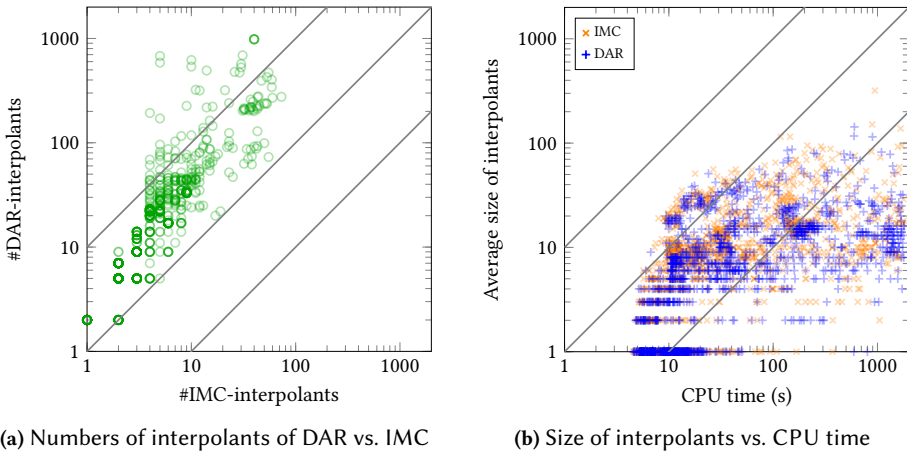 1000
100
10
1
1
10
100
1000
#DAR-interpolants
#IMC-interpolants
(a) Numbers of interpolants of DAR vs. IMC
IMC
DAR
1000
100
10
1
1
10
100
1000
Average size of interpolants
CPU time (s)
(b) Size of interpolants vs. CPU time